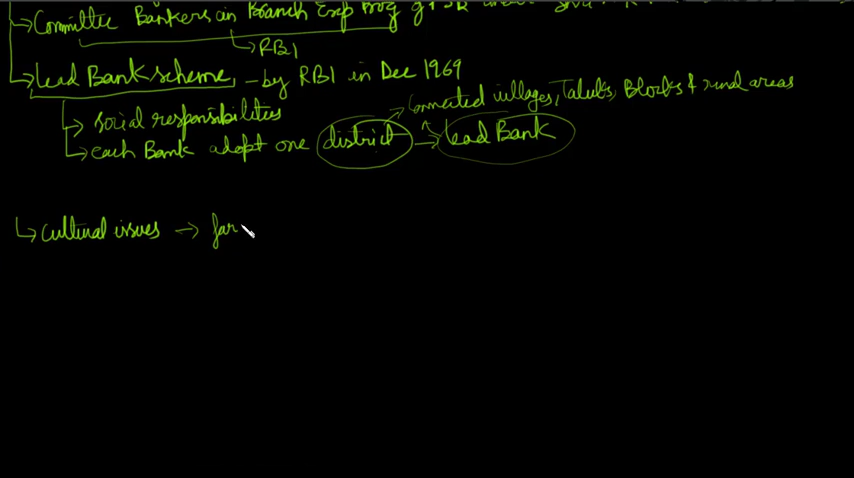 Committee Bankers on Branch Exp Prog
RBI
Lead Bank scheme, - by RBI in Dec 1969
Connected villages, Taluks, Blocks & rural areas
social responsibilities
each Bank adopt one district → lead Bank
cultural issues → far